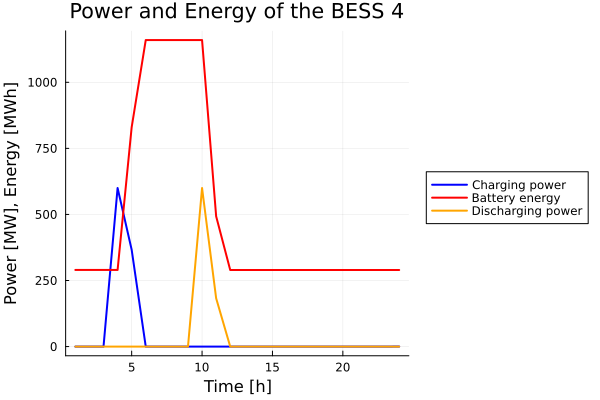 Power and Energy of the BESS 4
Power [MW], Energy [MWh]
1000
750
500
250
0
5
10
15
20
Time [h]
Charging power
Battery energy
Discharging power